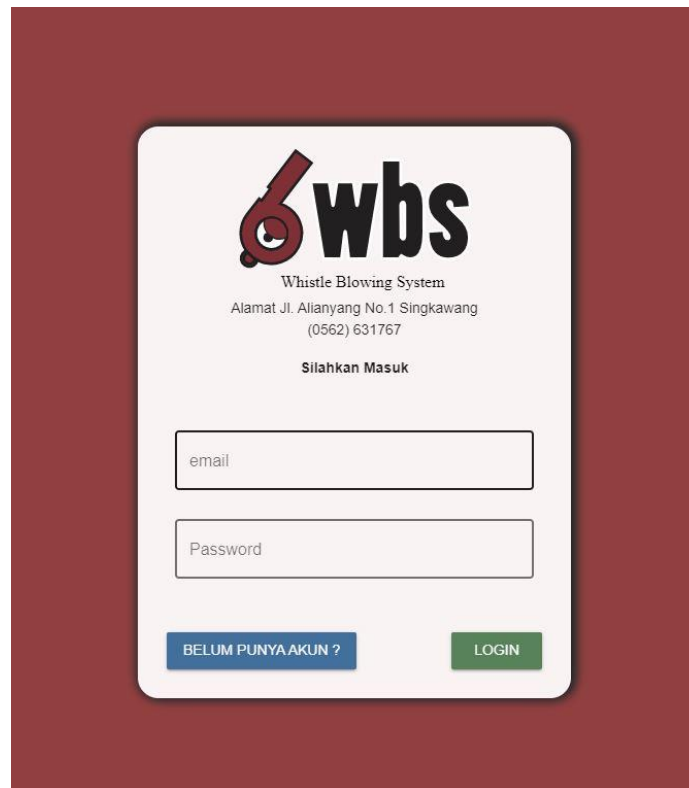 wbs
Whistle Blowing System
Alamat Jl. Alianyang No.1 Singkawang
(0562) 631767
Silahkan Masuk
email
Password
BELUM PUNYA AKUN ?
LOGIN